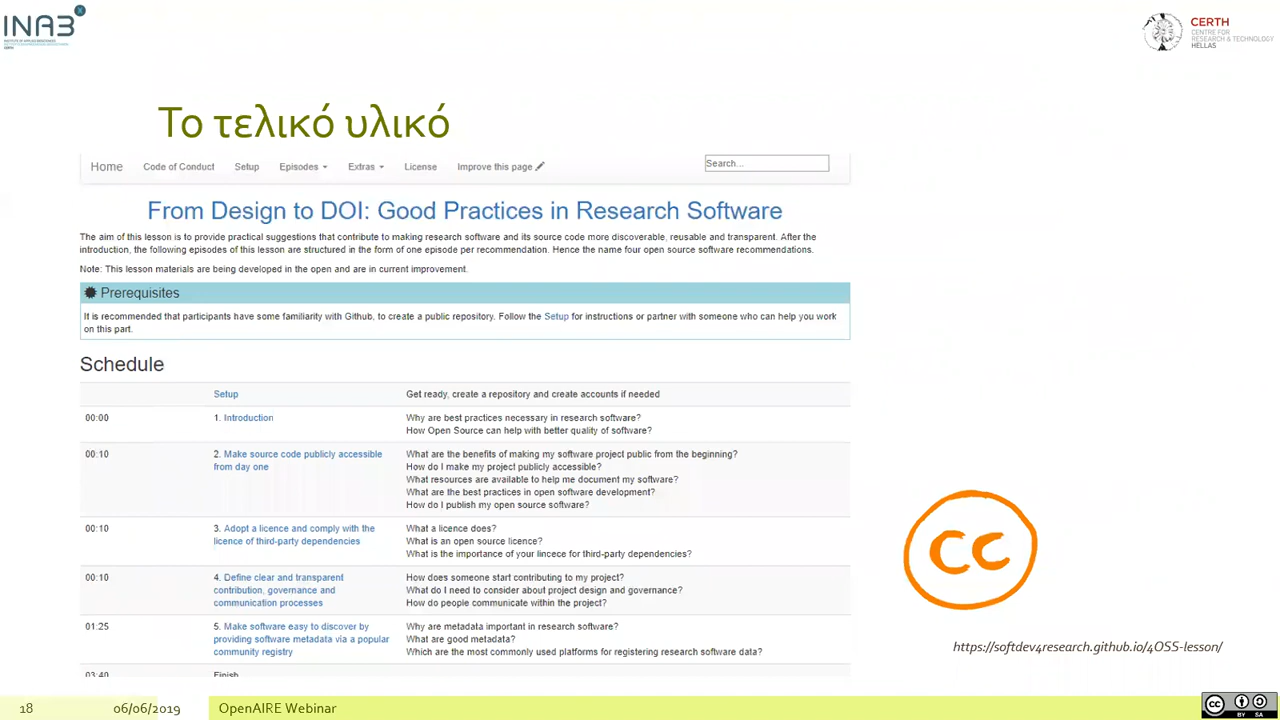 INAB
CERTH
CENTRE FOR
RESEARCH & TECHNOLOGY
HELLAS
Το τελικό υλικό
Home Code of Conduct Setup Episodes Extras License Improve this page Search...
From Design to DOI: Good Practices in Research Software
The aim of this lesson is to provide practical suggestions that contribute to making research software and its source code more discoverable, reusable and transparent. After the
introduction, the following episodes of this lesson are structured in the form of one episode per recommendation. Hence the name four open source software recommendations.
Note: This lesson materials are being developed in the open and are in current improvement.
Prerequisites
It is recommended that participants have some familiarity with Github, to create a public repository. Follow the Setup for instructions or partner with someone who can help you work
on this part.
Schedule
Setup Get ready, create a repository and create accounts if needed
00:00 1. Introduction Why are best practices necessary in research software?
How Open Source can help with better quality of software?
00:10 2. Make source code publicly accessible What are the benefits of making my software project public from the beginning?
from day one How do I make my project publicly accessible?
What resources are available to help me document my software?
What are the best practices in open software development?
How do I publish my open source software?
00:10 3. Adopt a licence and comply with the What a licence does?
licence of third-party dependencies What is an open source licence?
What is the importance of your lincece for third-party dependencies?
00:10 4. Define clear and transparent How does someone start contributing to my project?
contribution, governance and What do I need to consider about project design and governance?
communication processes How do people communicate within the project?
01:25 5. Make software easy to discover by Why are metadata important in research software?
providing software metadata via a popular What are good metadata?
community registry Which are the most commonly used platforms for registering research software data?
03:40 Finish
CC
https://softdev4research.github.io/4OSS-lesson/
18 06/06/2019 OpenAIRE Webinar
CC BY SA